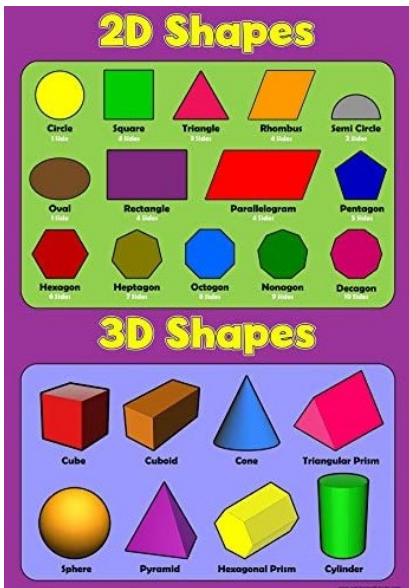 2D Shapes
Circle Square Triangle Rhombus Semi Circle
1 Side 4 Sides 3 Sides 4 Sides 2 Sides
Oval Rectangle Parallelogram Pentagon
1 Side 4 Sides 4 Sides 5 Sides
Hexagon Heptagon Octogon Nonagon Decagon
6 Sides 7 Sides 8 Sides 9 Sides 10 Sides
3D Shapes
Cube Cuboid Cone Triangular Prism
Sphere Pyramid Hexagonal Prism Cylinder